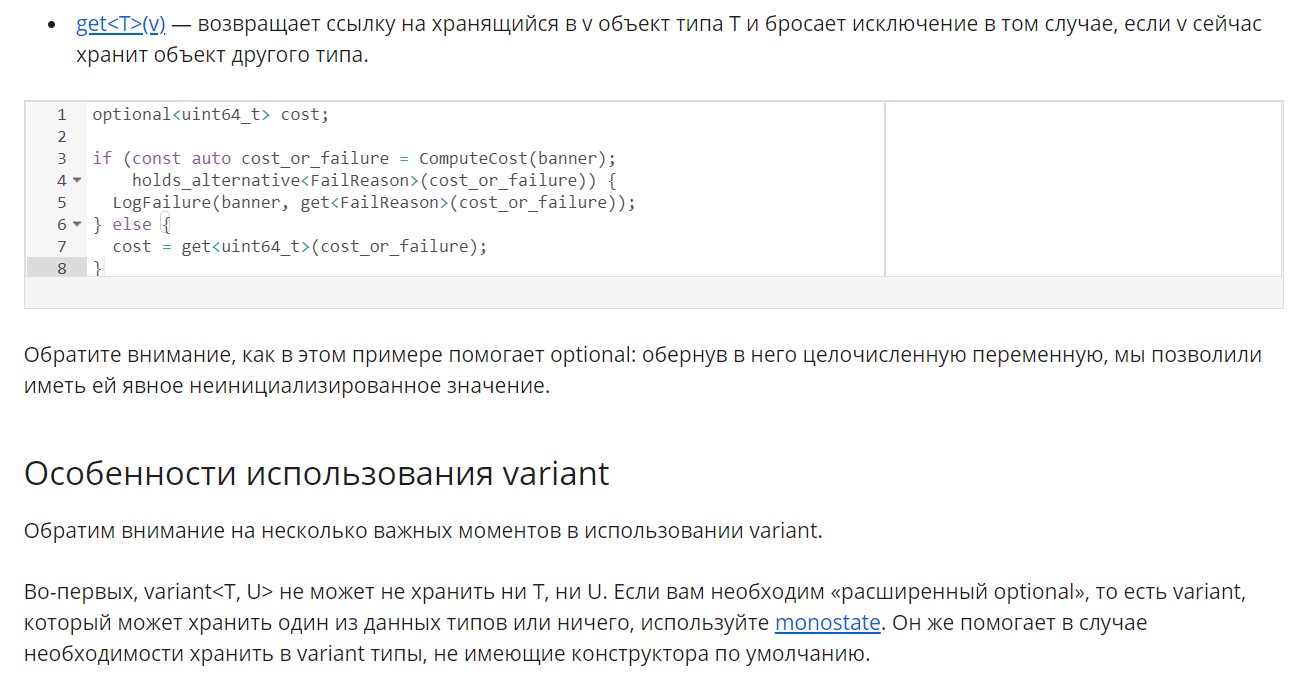 • get<T>(v) — возвращает ссылку на хранящийся в v объект типа T и бросает исключение в том случае, если v сейчас
хранит объект другого типа.
1 optional<uint64_t> cost;
2
3 if (const auto cost_or_failure = ComputeCost(banner);
4     holds_alternative<FailReason>(cost_or_failure)) {
5   LogFailure(banner, get<FailReason>(cost_or_failure));
6 } else {
7   cost = get<uint64_t>(cost_or_failure);
8 }
Обратите внимание, как в этом примере помогает optional: обернув в него целочисленную переменную, мы позволили
иметь ей явное неинициализированное значение.
Особенности использования variant
Обратим внимание на несколько важных моментов в использовании variant.
Во-первых, variant<T, U> не может не хранить ни T, ни U. Если вам необходим «расширенный optional», то есть variant,
который может хранить один из данных типов или ничего, используйте monostate. Он же помогает в случае
необходимости хранить в variant типы, не имеющие конструктора по умолчанию.